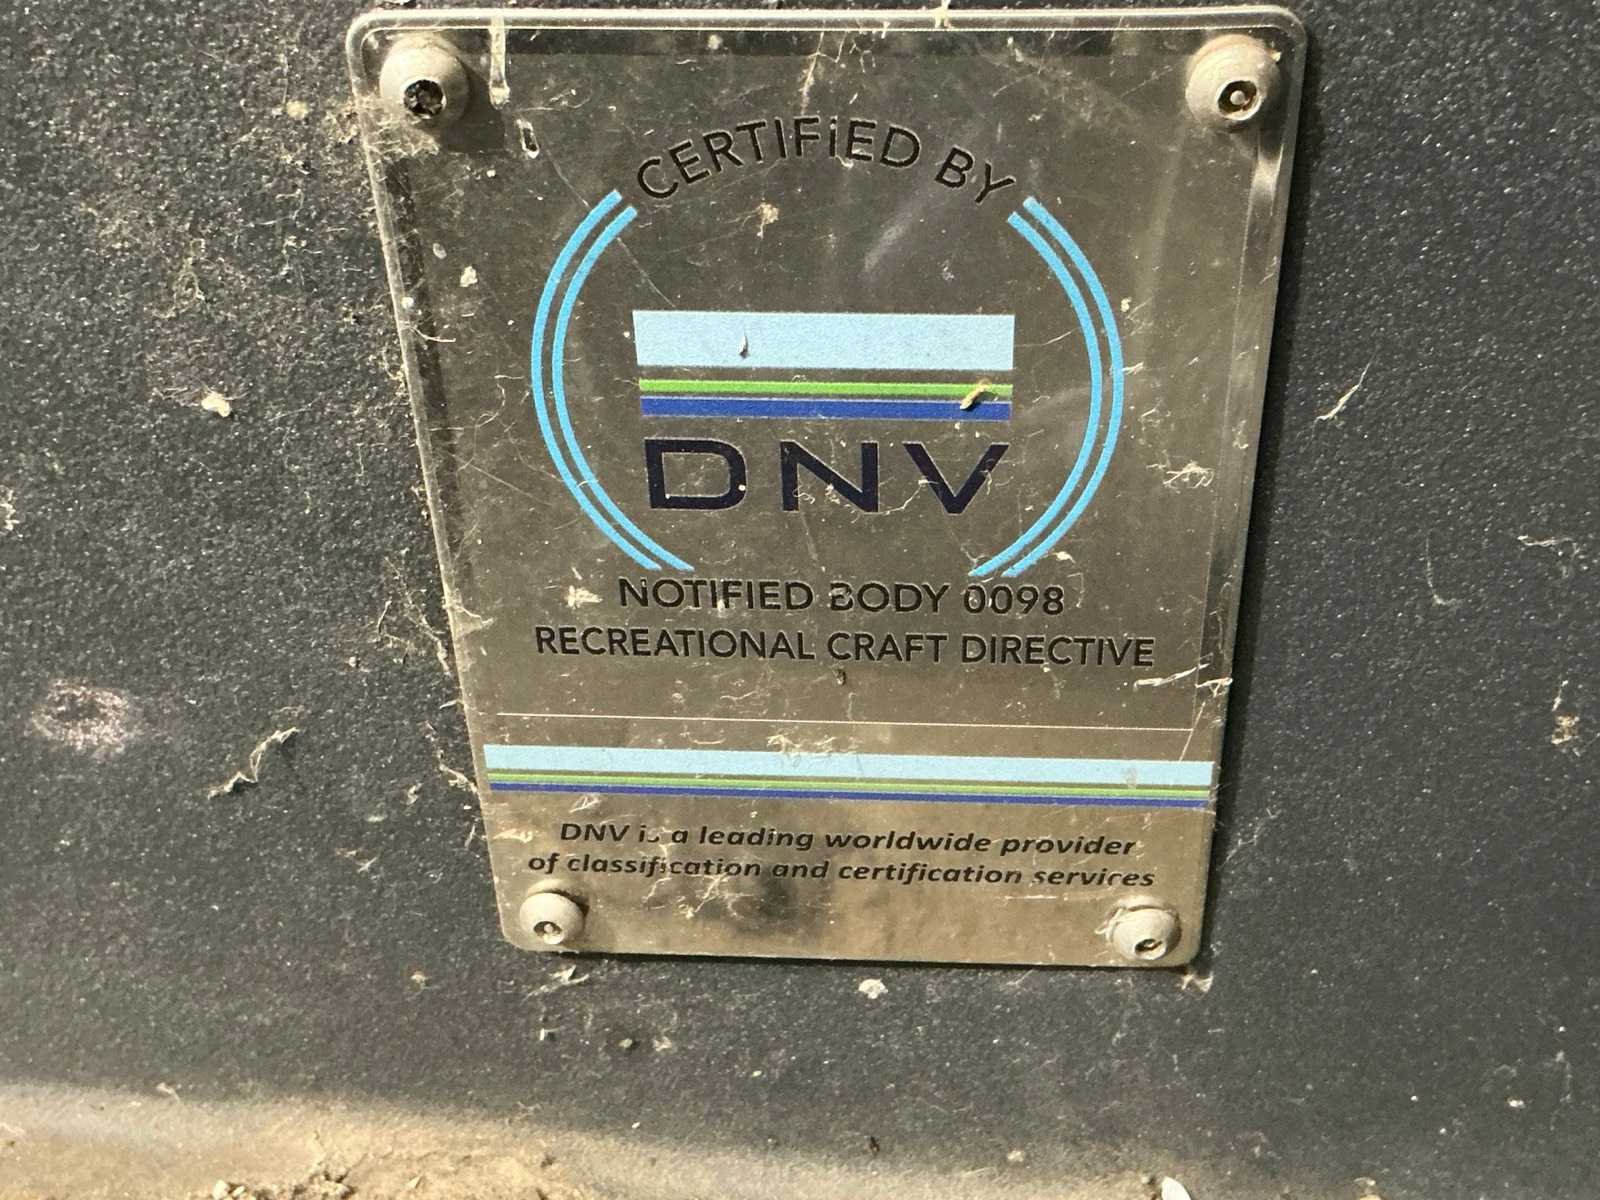 CERTIFiED BY
DNV
NOTIFIED BODY 0098
RECREATIONAL CRAFT DIRECTIVE
DNV is a leading worldwide provider
of classification and certification services